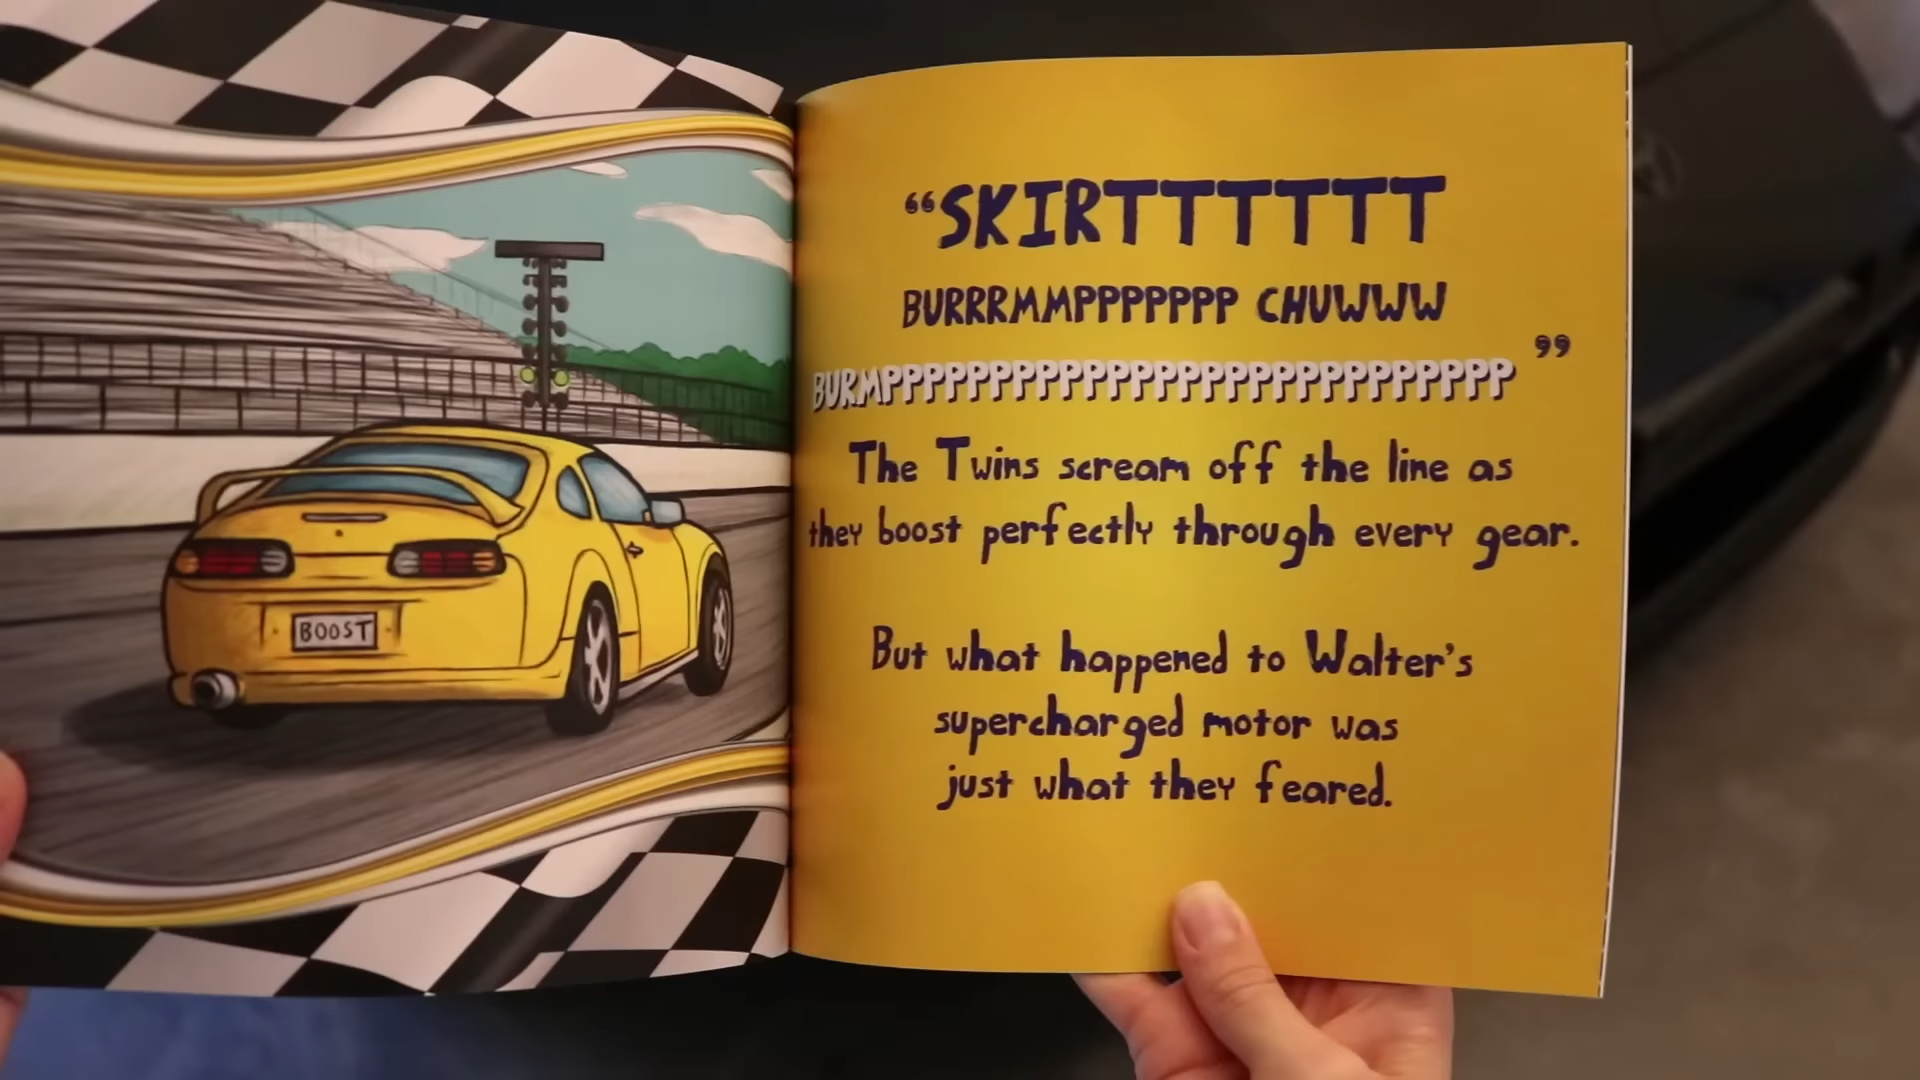 BOOST
“SKIRTTTTTT
BURRRMMPPPPPPP CHUWWW
BURMPPPPPPPPPPPPPPPPPPPPPPPPPPPP ”
The Twins scream off the line as
they boost perfectly through every gear.
But what happened to Walter's
supercharged motor was
just what they feared.